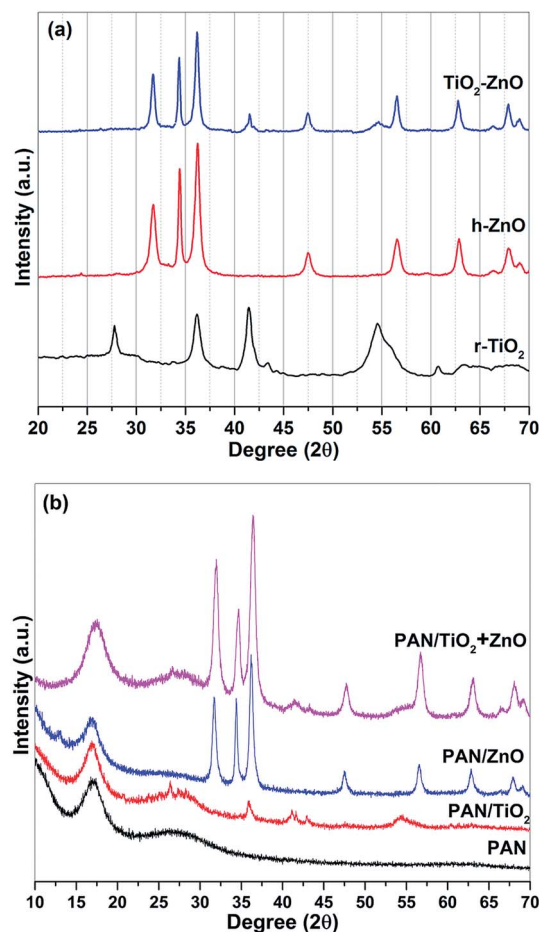 (a)
TiO₂-ZnO
h-ZnO
r-TiO₂
Intensity (a.u.)
20 25 30 35 40 45 50 55 60 65 70
Degree (2θ)
(b)
PAN/TiO₂+ZnO
PAN/ZnO
PAN/TiO₂
PAN
Intensity (a.u.)
10 15 20 25 30 35 40 45 50 55 60 65 70
Degree (2θ)